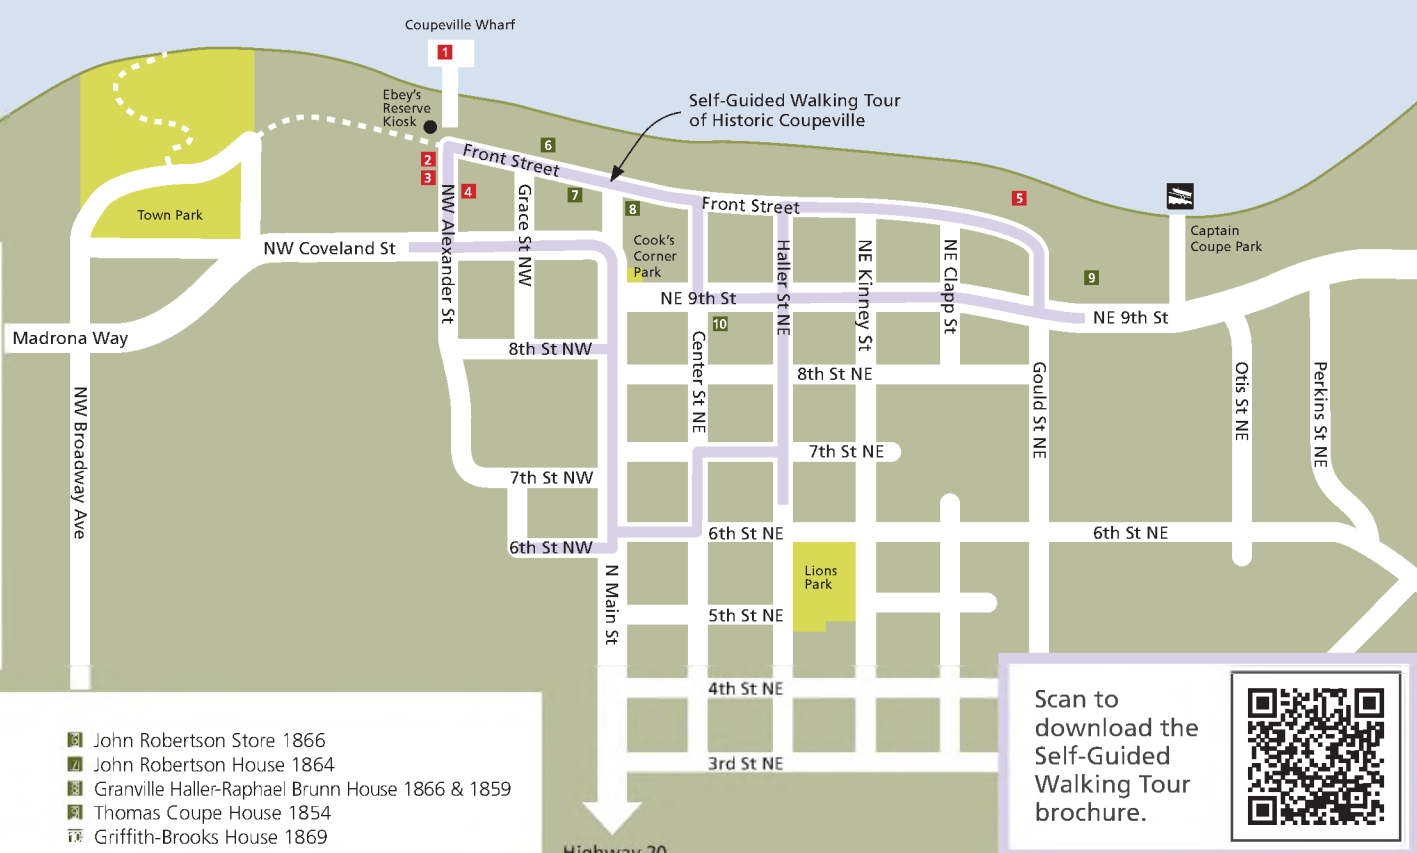 Coupeville Wharf
1
Ebey's
Reserve
Kiosk
Self-Guided Walking Tour
of Historic Coupeville
2
3
4
Front Street
6
7
8
Front Street
5
Town Park
NW Coveland St
NW Alexander St
Grace St NW
Cook's
Corner
Park
Haller St NE
NE Kinney St
NE Clapp St
Captain
Coupe Park
9
NE 9th St
NE 9th St
10
Madrona Way
8th St NW
Center St NE
8th St NE
Gould St NE
Otis St NE
Perkins St NE
NW Broadway Ave
7th St NE
7th St NW
6th St NE
6th St NE
6th St NW
Lions
Park
N Main St
5th St NE
4th St NE
3rd St NE
John Robertson Store 1866
John Robertson House 1864
8 Granville Haller-Raphael Brunn House 1866 & 1859
9 Thomas Coupe House 1854
10 Griffith-Brooks House 1869
Highway 20
Scan to
download the
Self-Guided
Walking Tour
brochure.